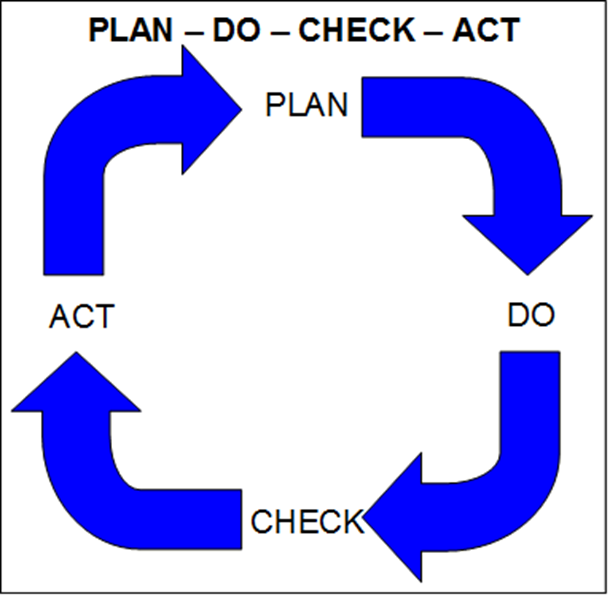 PLAN – DO – CHECK – ACT
PLAN
DO
CHECK
ACT